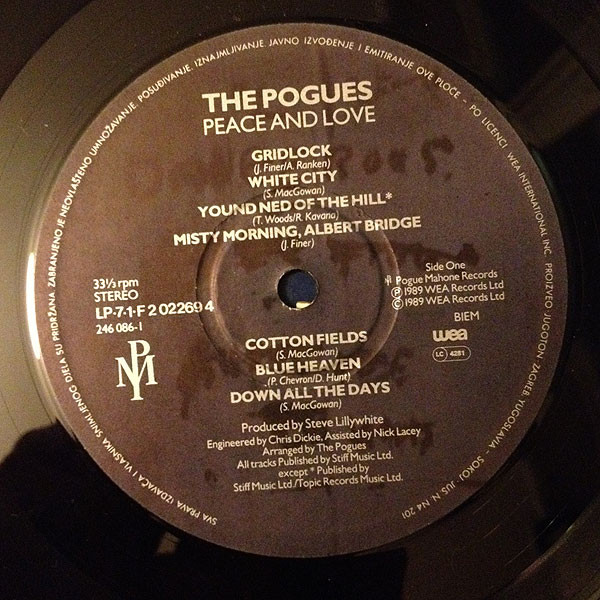 THE POGUES
PEACE AND LOVE
GRIDLOCK
(J. Finer/A. Ranken)
WHITE CITY
(S. MacGowan)
YOUND NED OF THE HILL*
(T. Woods/R. Kavana)
MISTY MORNING, ALBERT BRIDGE
(J. Finer)
33⅓ rpm
STEREO
LP-7-1-F 2 02269 4
246 086-1
PM
Side One
Ⓟ Pogue Mahone Records
Ⓟ 1989 WEA Records Ltd
© 1989 WEA Records Ltd
BIEM
wea
LC 4281
COTTON FIELDS
(S. MacGowan)
BLUE HEAVEN
(P. Chevron/D. Hunt)
DOWN ALL THE DAYS
(S. MacGowan)
Produced by Steve Lillywhite
Engineered by Chris Dickie, Assisted by Nick Lacey
Arranged by The Pogues
All tracks Published by Stiff Music Ltd.
except * Published by
Stiff Music Ltd./Topic Records Music Ltd.
SVA PRAVA IZDAVAČA I VLASNIKA SNIMLJENOG DJELA SU PRIDRŽANA. ZABRANJENO JE NEOVLAŠTENO UMNOŽAVANJE, POSUĐIVANJE, IZNAJMLJIVANJE JAVNO IZVOĐENJE I EMITIRANJE OVE PLOČE - PO LICENCI WEA INTERNATIONAL INC. PROIZVEO JUGOTON ZAGREB, YUGOSLAVIA - SOKOJ JUS. N. N4 201